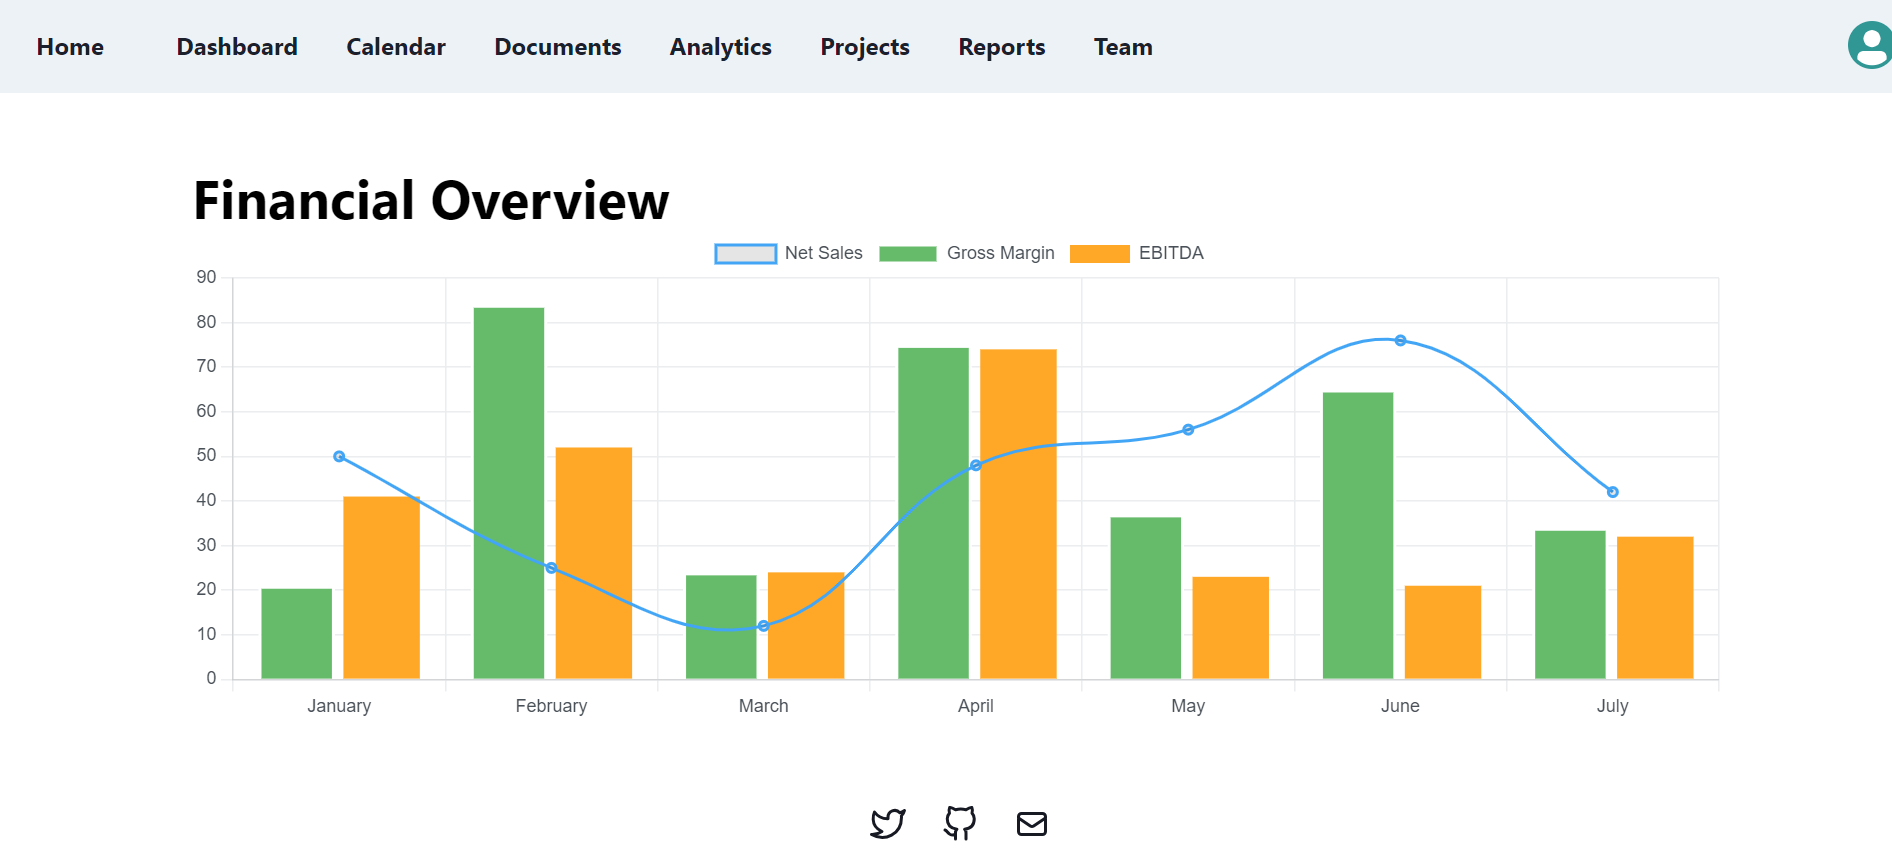 Home Dashboard Calendar Documents Analytics Projects Reports Team
Financial Overview
Net Sales Gross Margin EBITDA
90
80
70
60
50
40
30
20
10
0
January February March April May June July